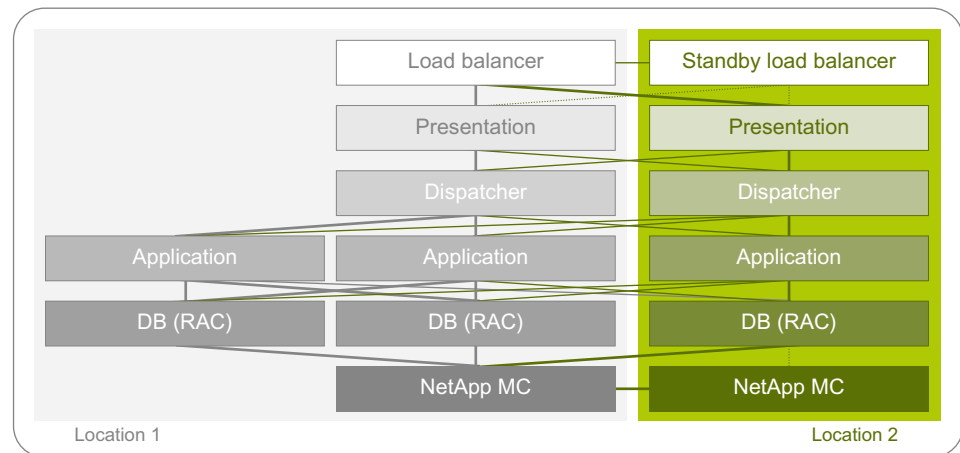 Load balancer
Standby load balancer
Presentation
Presentation
Dispatcher
Dispatcher
Application
Application
Application
DB (RAC)
DB (RAC)
DB (RAC)
NetApp MC
NetApp MC
Location 1
Location 2